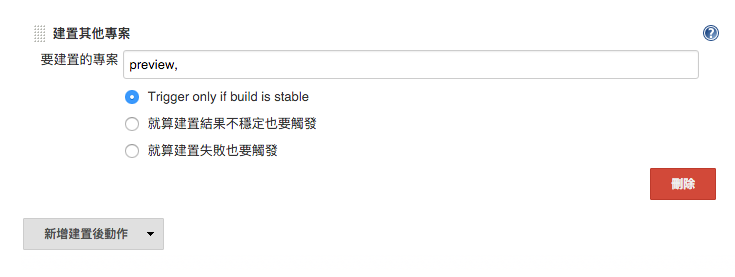 建置其他專案
要建置的專案 preview,
Trigger only if build is stable
就算建置結果不穩定也要觸發
就算建置失敗也要觸發
刪除
新增建置後動作